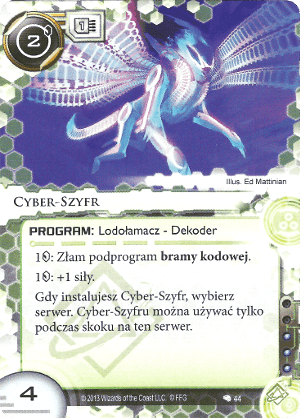 2
1
Illus. Ed Mattinian
Cyber-Szyfr
PROGRAM: Lodołamacz - Dekoder
1: Złam podprogram bramy kodowej.
1: +1 siły.
Gdy instalujesz Cyber-Szyfr, wybierz
serwer. Cyber-Szyfru można używać tylko
podczas skoku na ten serwer.
4
© 2013 Wizards of the Coast LLC. © FFG 44